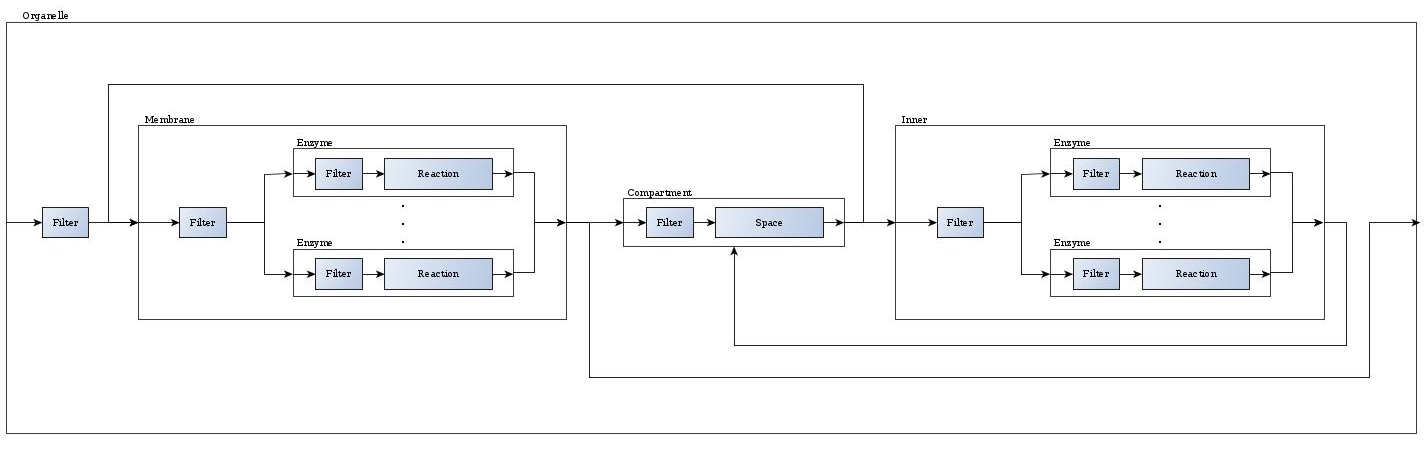 Organelle
Membrane
Inner
Enzyme
Enzyme
Filter
Reaction
Filter
Reaction
Compartment
Filter
Filter
Filter
Space
Filter
Enzyme
Enzyme
Filter
Reaction
Filter
Reaction